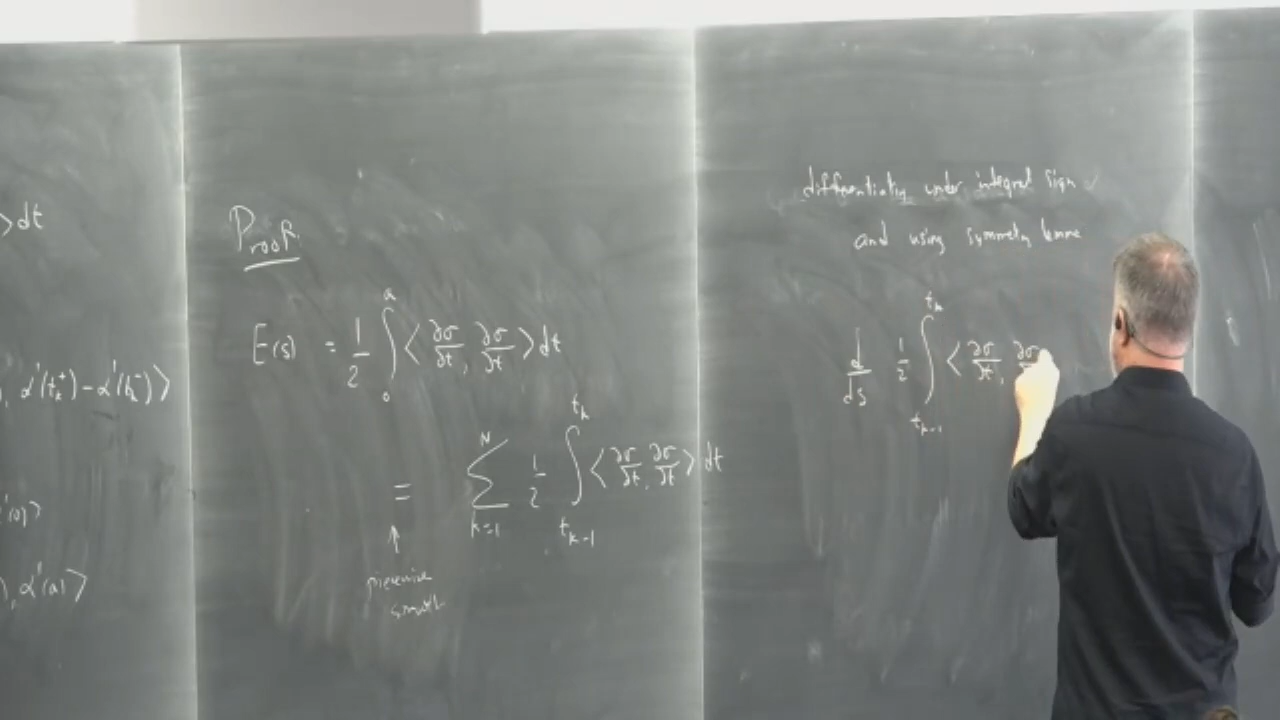 ⟩dt
), α'(t_k^+) - α'(t_k^-)⟩
'(0)⟩
), α'(a)⟩
Proof.
E(s) = 1/2 ∫_0^a ⟨∂σ/∂t, ∂σ/∂t⟩ dt
= Σ_{k=1}^N 1/2 ∫_{t_{k-1}}^{t_k} ⟨∂σ/∂t, ∂σ/∂t⟩ dt
↑
piecewise
smooth
differentiating under integral sign
and using symmetry lemma
d/ds 1/2 ∫_{t_{k-1}}^{t_k} ⟨∂σ/∂t, ∂σ